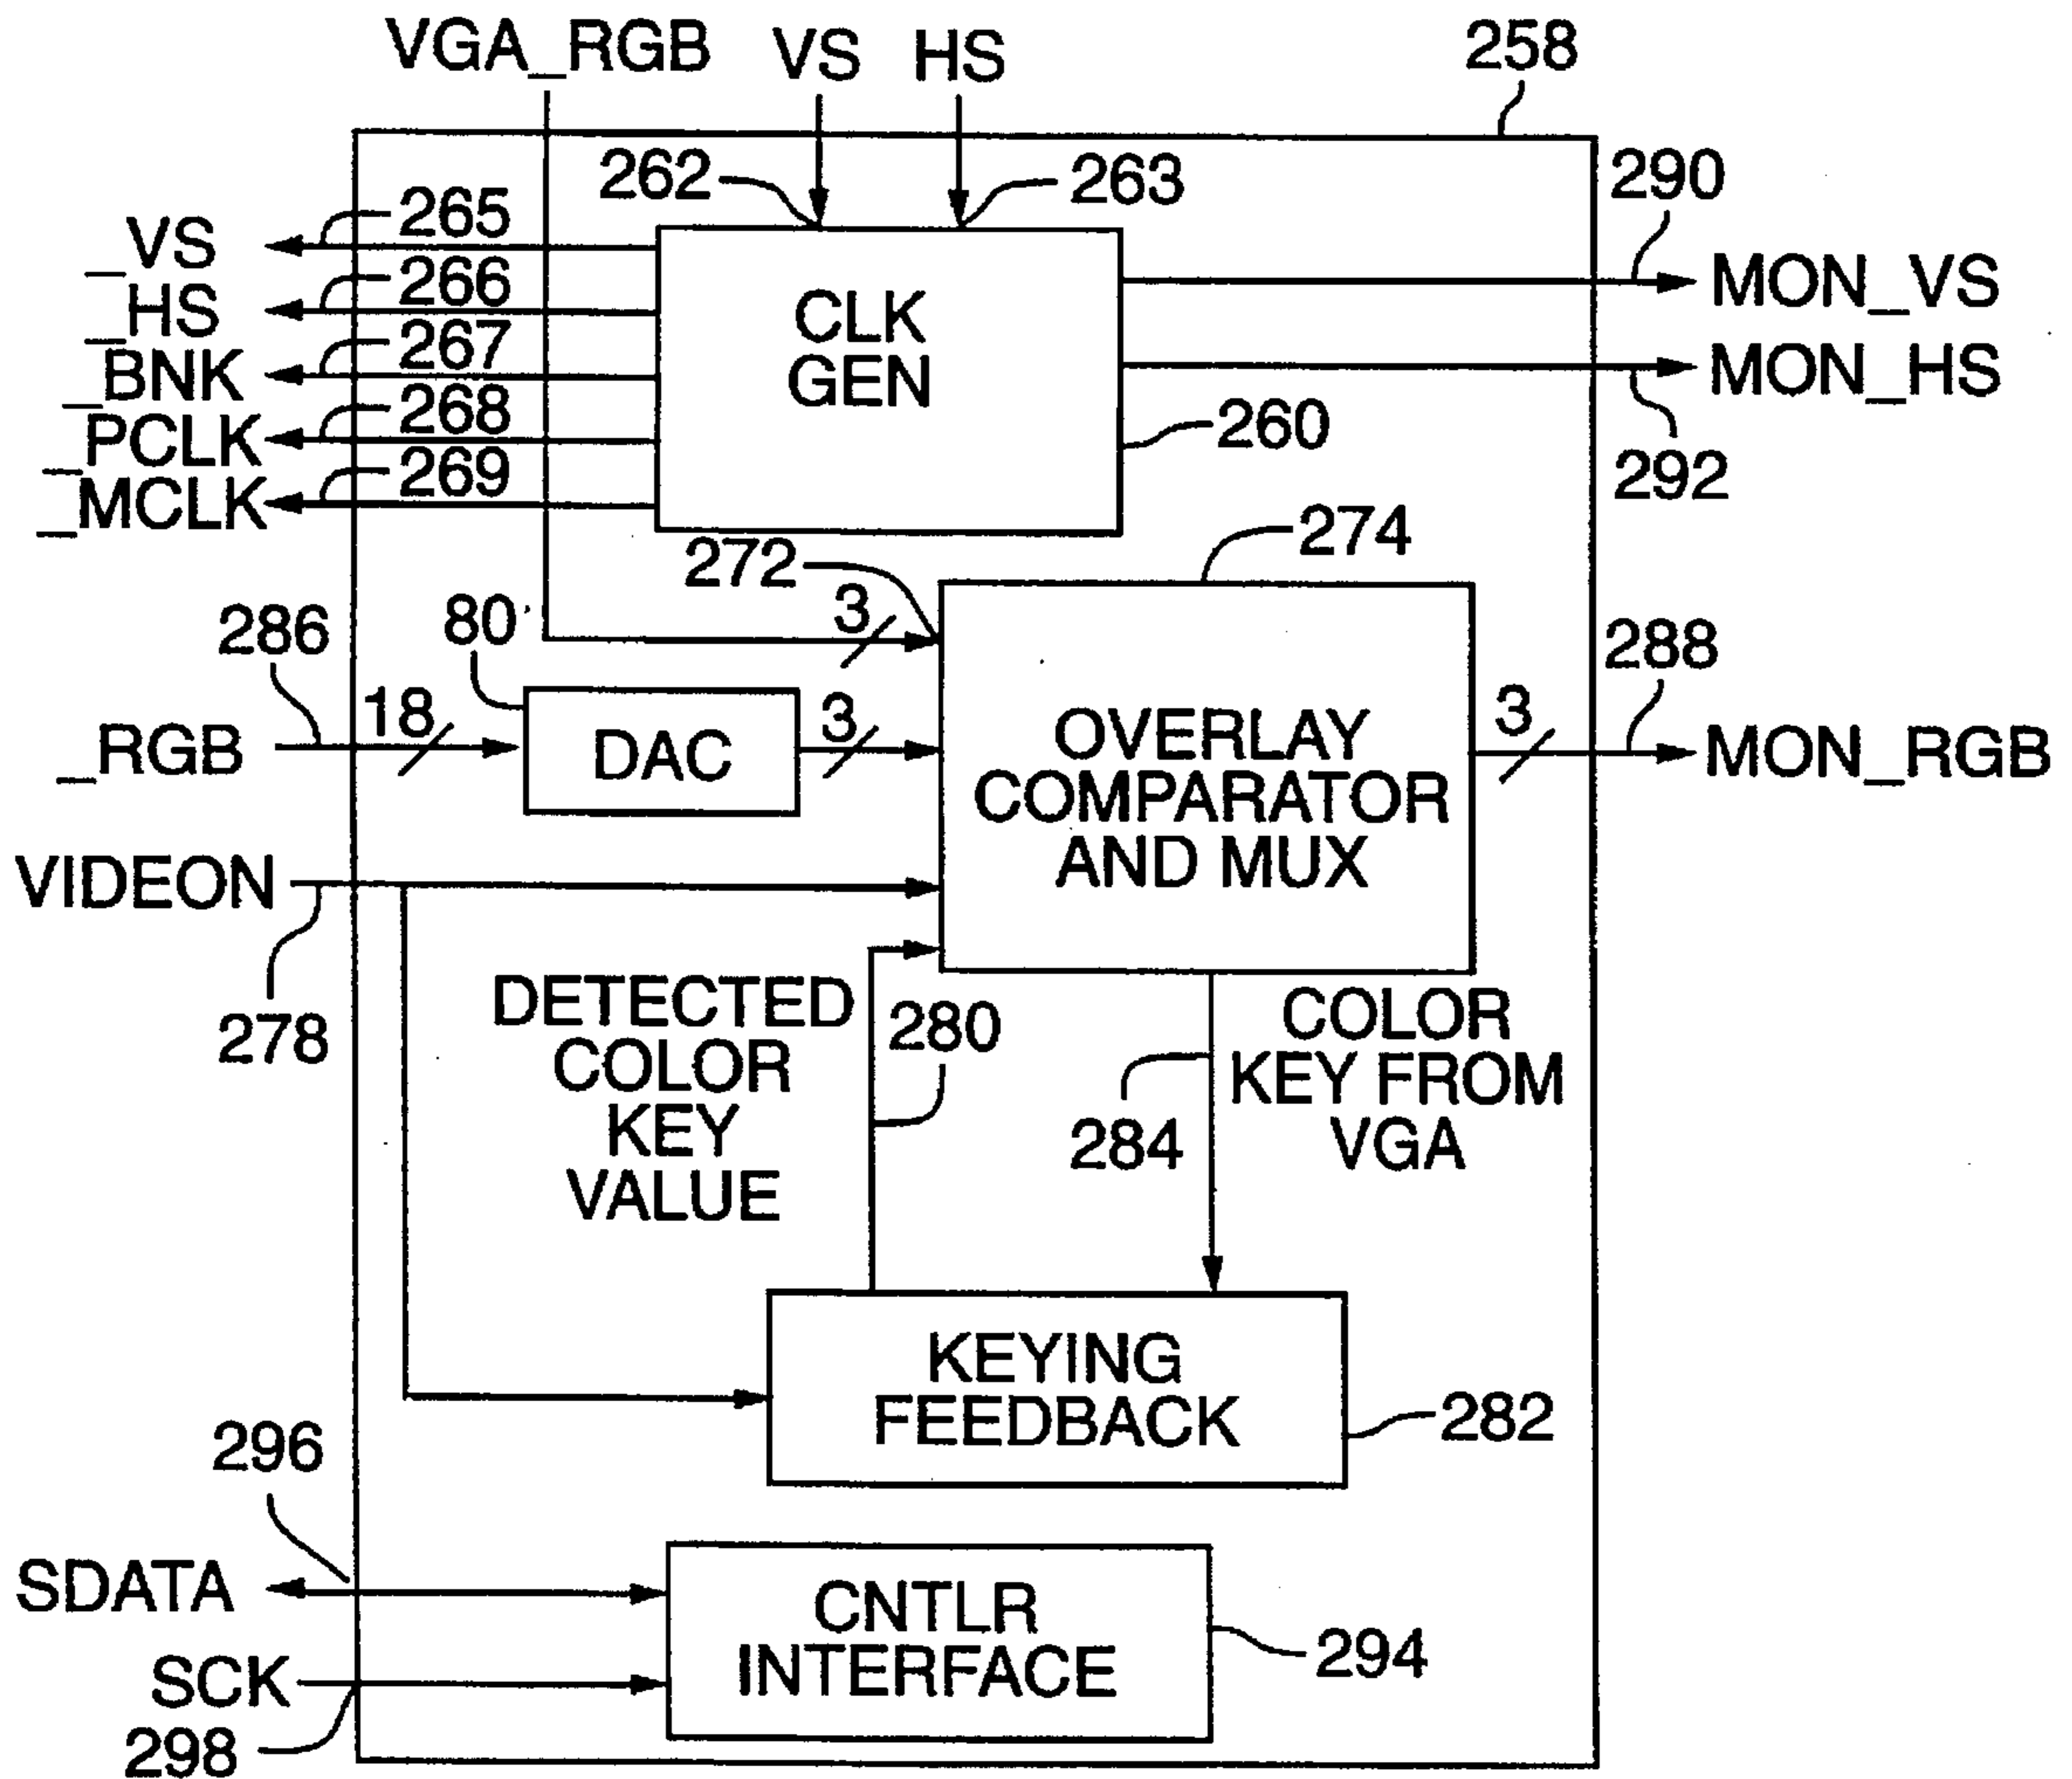 VGA_RGB VS HS 258
262 263 290
_VS 265
_HS 266
_BNK 267
_PCLK 268
_MCLK 269
CLK
GEN
260
MON_VS
MON_HS
292
272 274
286 80 3 288
_RGB 18 DAC 3
OVERLAY
COMPARATOR
AND MUX
3 MON_RGB
VIDEON
278
DETECTED
COLOR
KEY
VALUE
280
284
COLOR
KEY FROM
VGA
KEYING
FEEDBACK
282
296
SDATA
SCK
298
CNTLR
INTERFACE
294